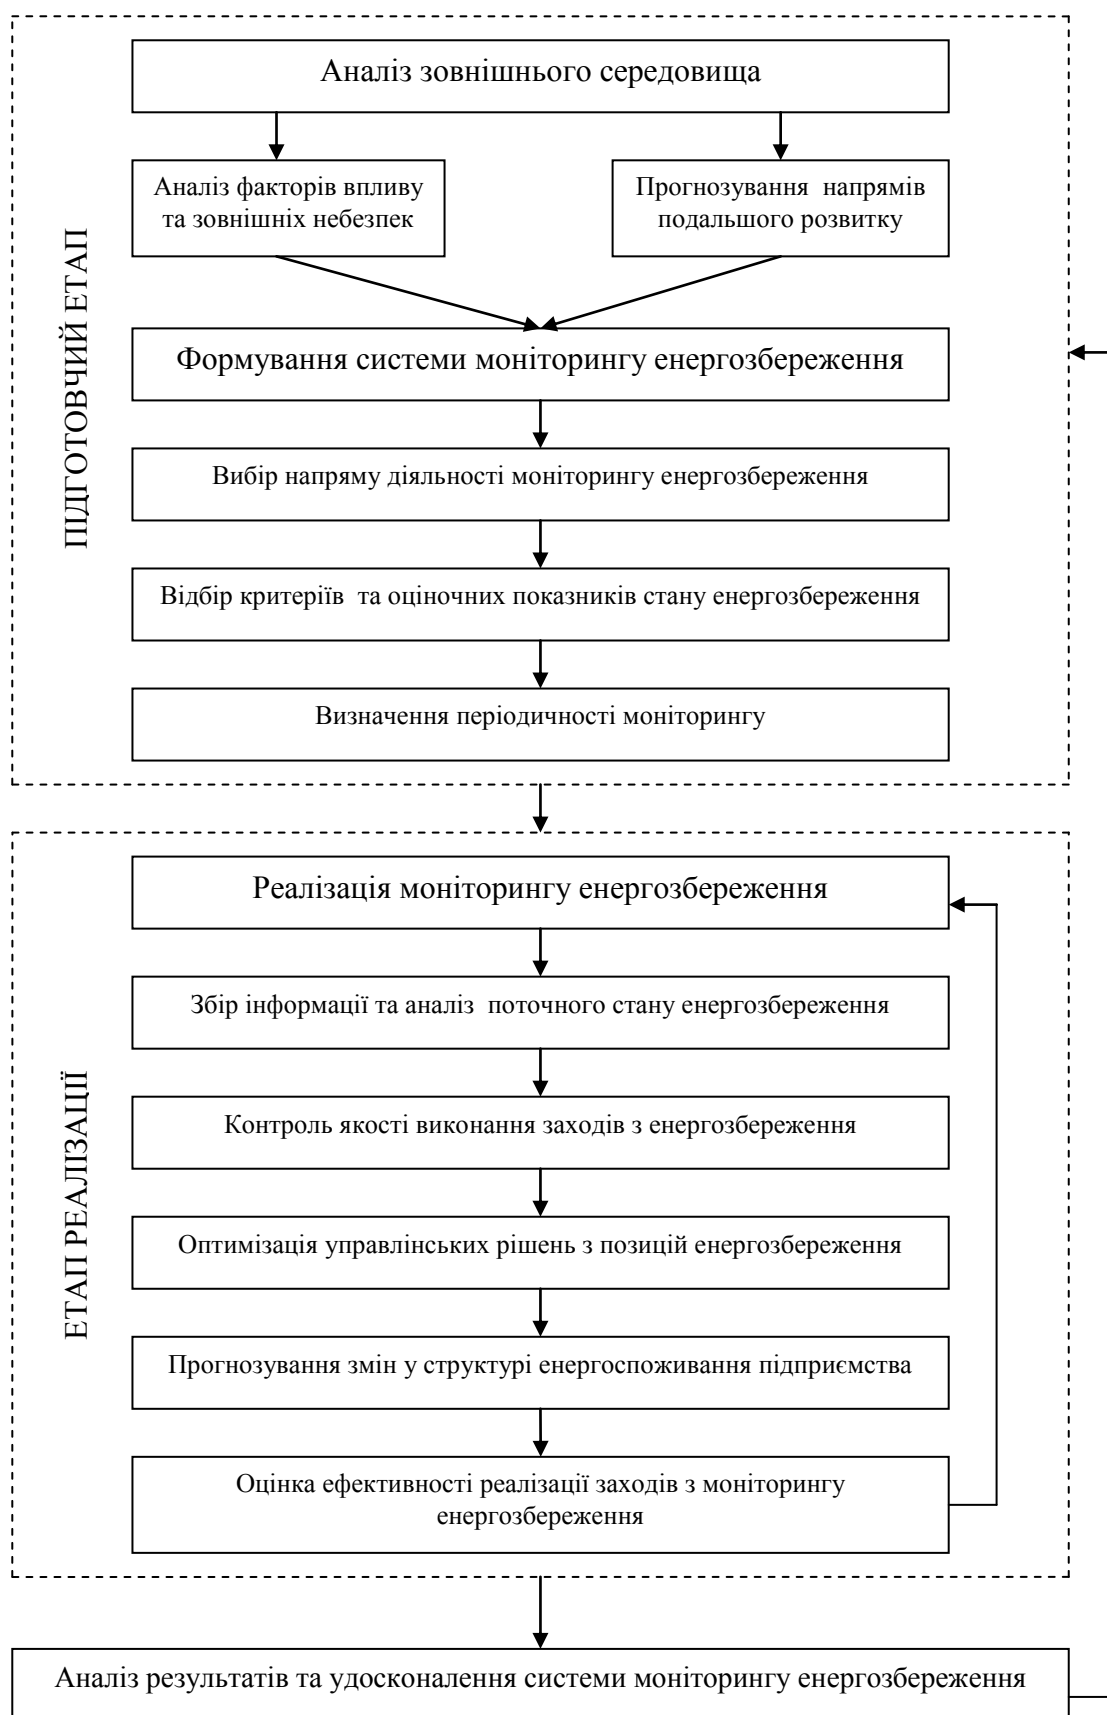 Аналіз зовнішнього середовища
Аналіз факторів впливу
та зовнішніх небезпек
Прогнозування напрямів
подальшого розвитку
ПІДГОТОВЧИЙ ЕТАП
Формування системи моніторингу енергозбереження
Вибір напряму діяльності моніторингу енергозбереження
Відбір критеріїв та оціночних показників стану енергозбереження
Визначення періодичності моніторингу
Реалізація моніторингу енергозбереження
Збір інформації та аналіз поточного стану енергозбереження
ЕТАП РЕАЛІЗАЦІЇ
Контроль якості виконання заходів з енергозбереження
Оптимізація управлінських рішень з позицій енергозбереження
Прогнозування змін у структурі енергоспоживання підприємства
Оцінка ефективності реалізації заходів з моніторингу
енергозбереження
Аналіз результатів та удосконалення системи моніторингу енергозбереження